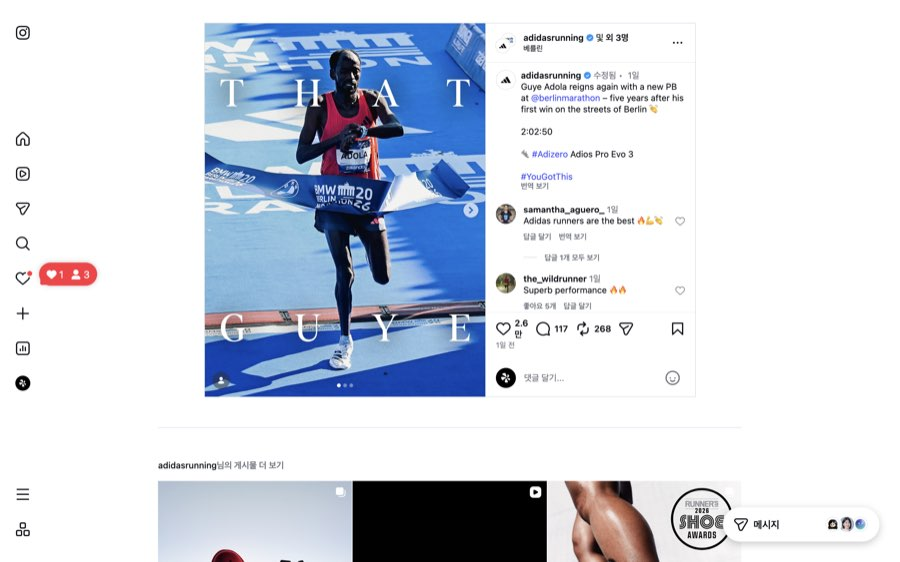 adidasrunning 및 외 3명
베를린
THAT
ADOLA
BMW 20
BERLIN
26
GUYE
adidasrunning 수정됨 • 1일
Guye Adola reigns again with a new PB
at @berlinmarathon – five years after his
first win on the streets of Berlin 👏
2:02:50
👟 #Adizero Adios Pro Evo 3
#YouGotThis
번역 보기
samantha_aguero_ 1일
Adidas runners are the best 🔥💪👏
답글 달기 번역 보기
답글 1개 모두 보기
the_wildrunner 1일
Superb performance 🔥🔥
좋아요 5개 답글 달기
2.6
만
117
268
1일 전
댓글 달기...
1 3
adidasrunning님의 게시물 더 보기
RUNNER'S
2026
SHOE
AWARDS
메시지